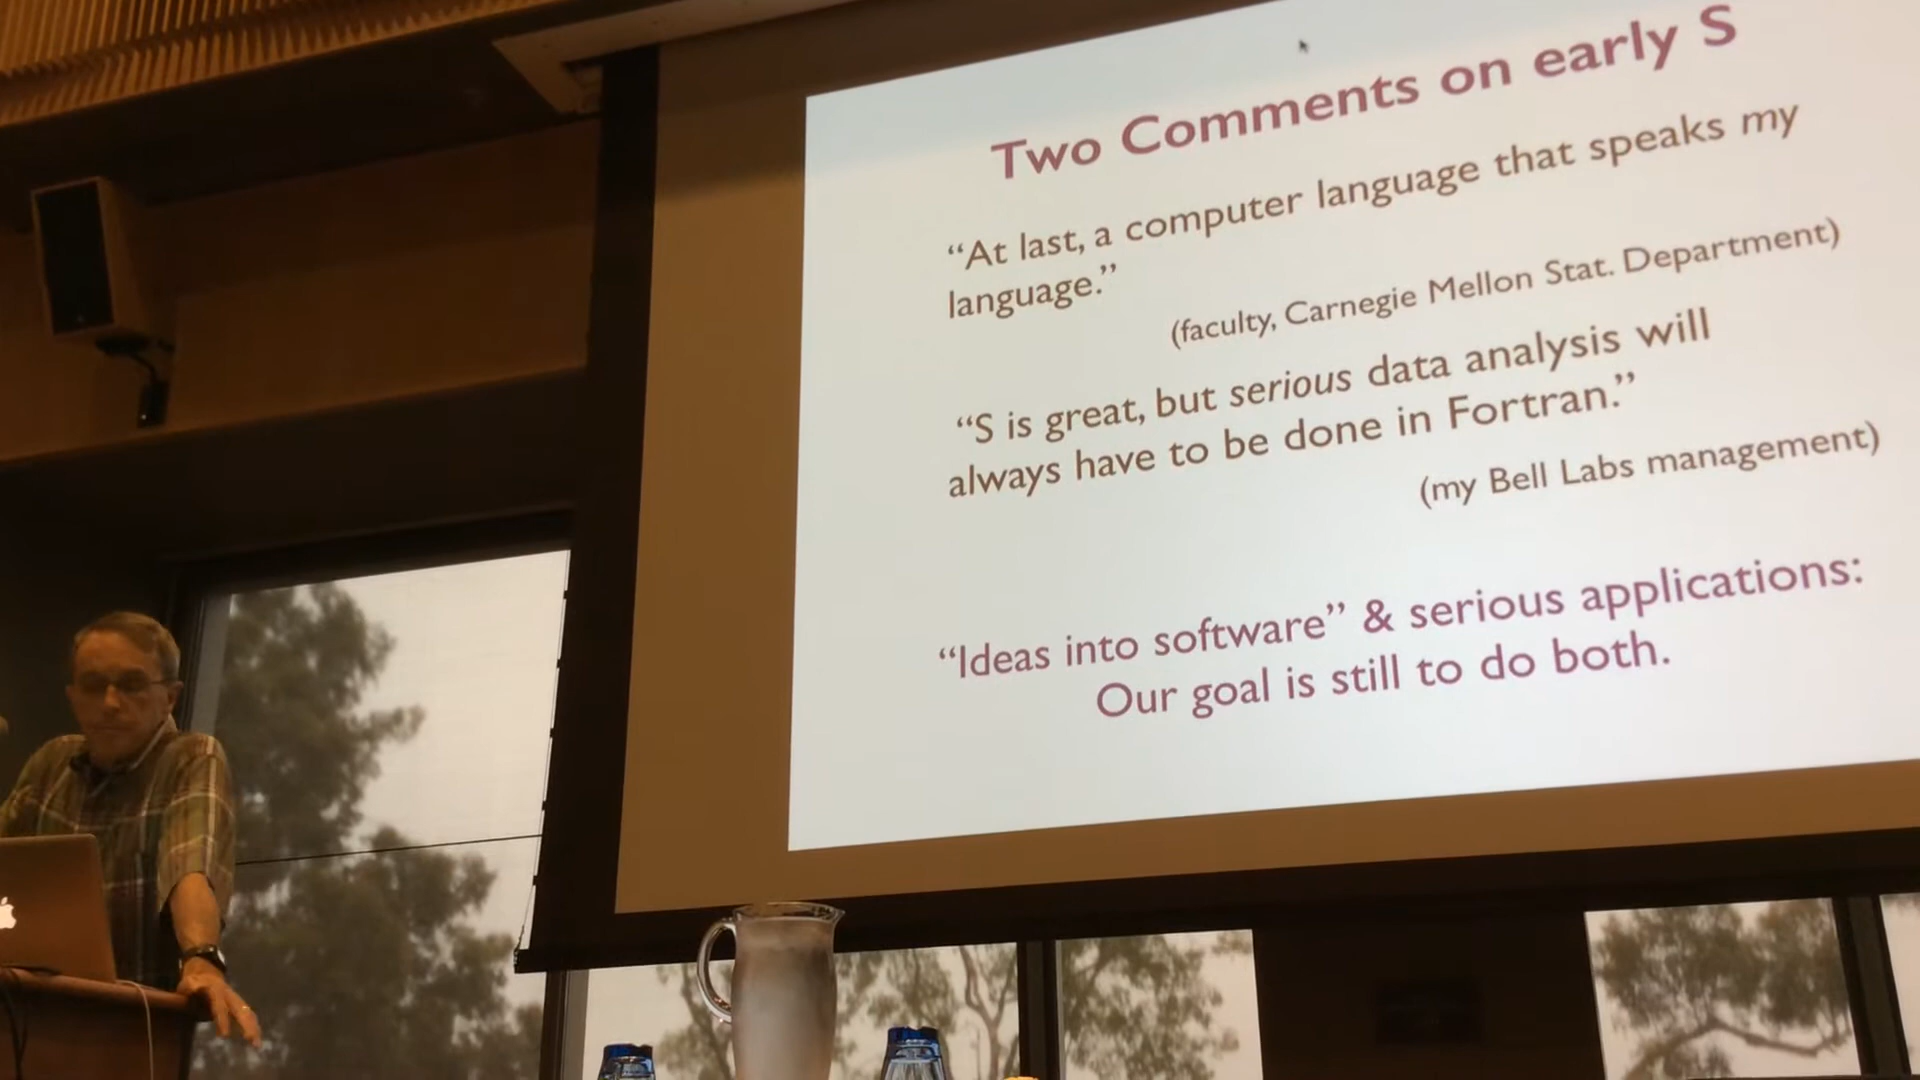 Two Comments on early S
“At last, a computer language that speaks my
language.”
(faculty, Carnegie Mellon Stat. Department)
“S is great, but serious data analysis will
always have to be done in Fortran.”
(my Bell Labs management)
“Ideas into software” & serious applications:
Our goal is still to do both.